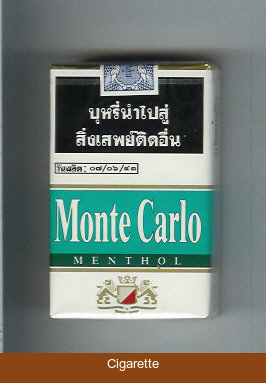 บุหรี่นำไปสู่
สิ่งเสพย์ติดอื่น
วันผลิต: ๐๗/๐๖/๔๓
Monte Carlo
MENTHOL
Cigarette